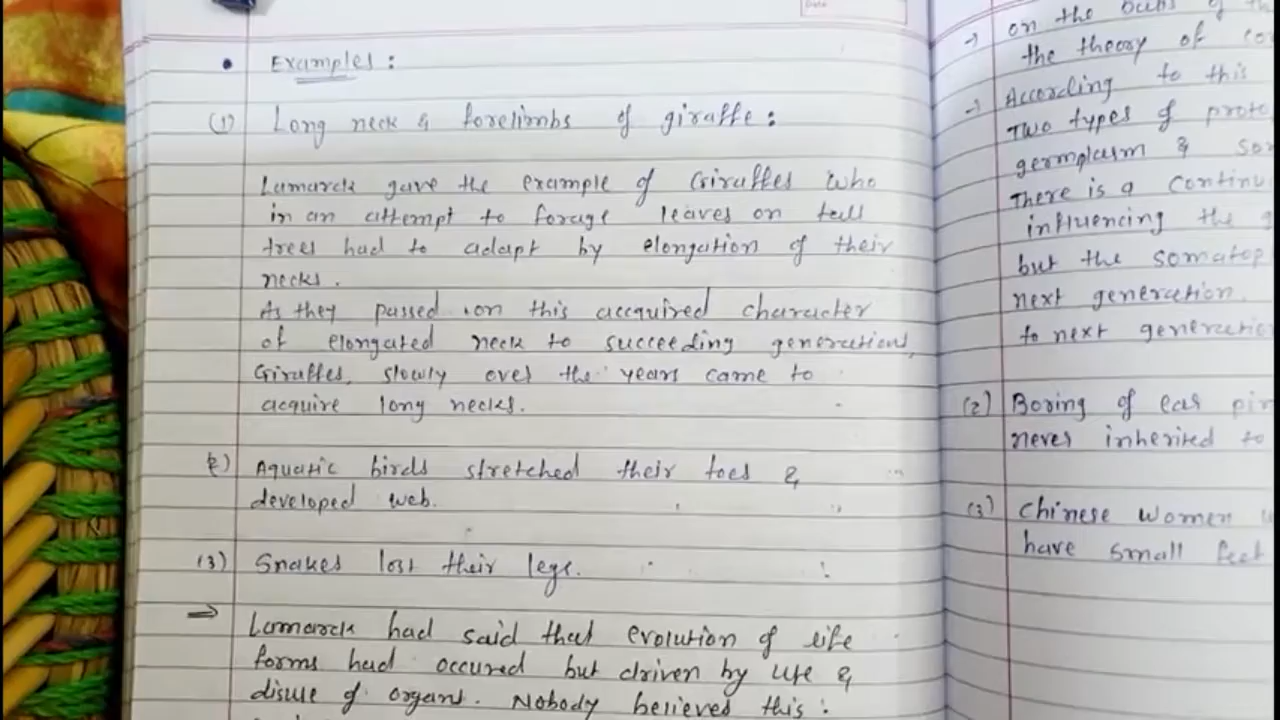 Date
• Examples :
(1) Long neck & forelimbs of giraffe :
Lamarck gave the example of Giraffes who
in an attempt to forage leaves on tall
trees had to adapt by elongation of their
necks.
As they passed on this accquired character
of elongated neck to succeeding generations,
Giraffes, slowly over the years came to
acquire long necks.
2) Aquatic birds stretched their toes &
developed web.
(3) Snakes lost their legs.
⇒ Lamarck had said that evolution of life
forms had occured but driven by use &
disuse of organs. Nobody believed this.
→ on the of
the theory of
→ According to this
Two types of
germplasm &
There is a
influencing the
but the
next generation.
to next
(2) Boring of ear
never inherited to
(3) Chinese women
have small feet